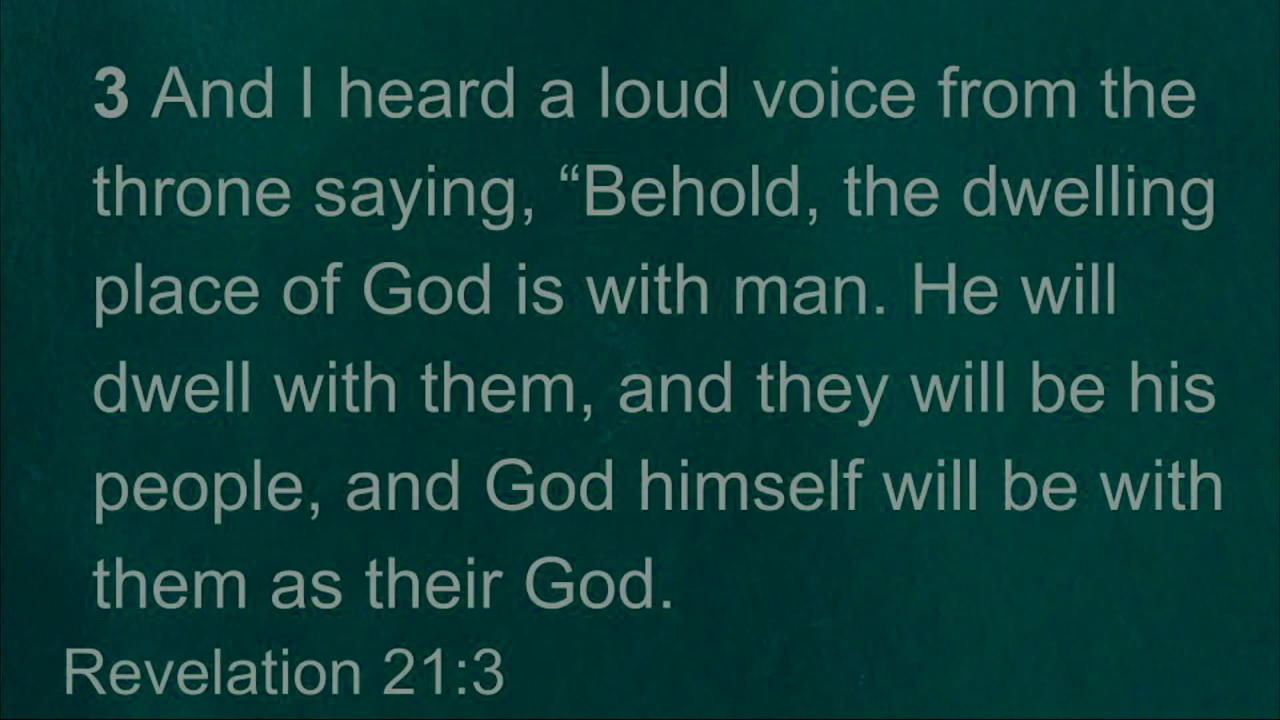 3 And I heard a loud voice from the
throne saying, “Behold, the dwelling
place of God is with man. He will
dwell with them, and they will be his
people, and God himself will be with
them as their God.
Revelation 21:3